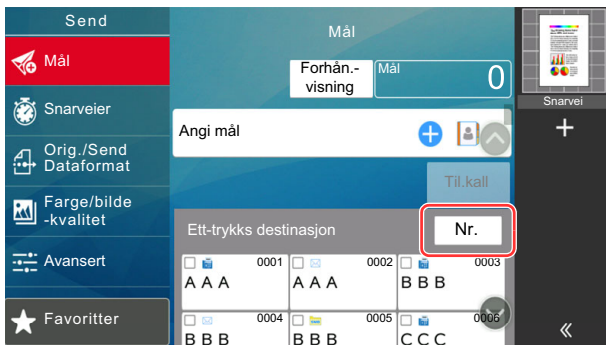 Send
Mål
Snarveier
Orig./Send
Dataformat
Farge/bilde
-kvalitet
Avansert
Favoritter
Mål
Forhån.-
visning
Mål
0
Angi mål
Til.kall
Ett-trykks destinasjon
Nr.
0001
A A A
0002
A A A
0003
B B B
0004
B B B
0005
B B B
0006
C C C
Snarvei